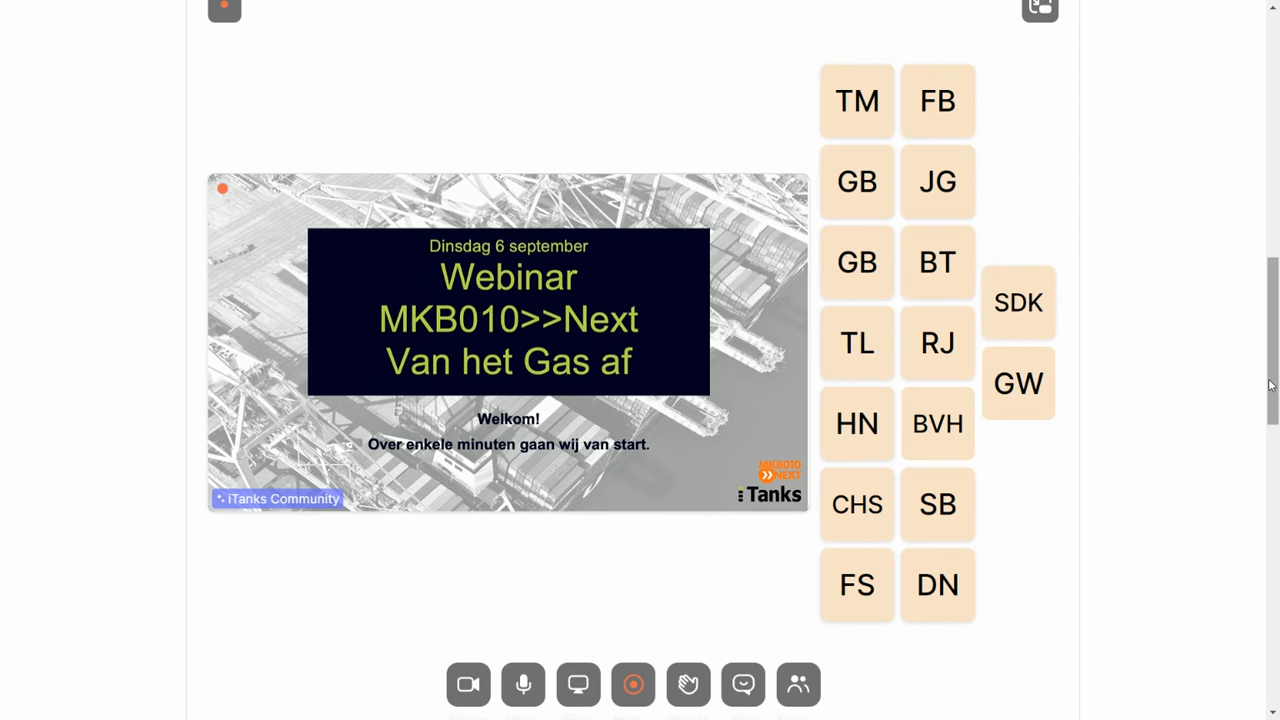 Dinsdag 6 september
Webinar
MKB010>>Next
Van het Gas af
Welkom!
Over enkele minuten gaan wij van start.
MKB010
NEXT
iTanks
iTanks Community
TM
FB
GB
JG
GB
BT
SDK
TL
RJ
GW
HN
BVH
CHS
SB
FS
DN